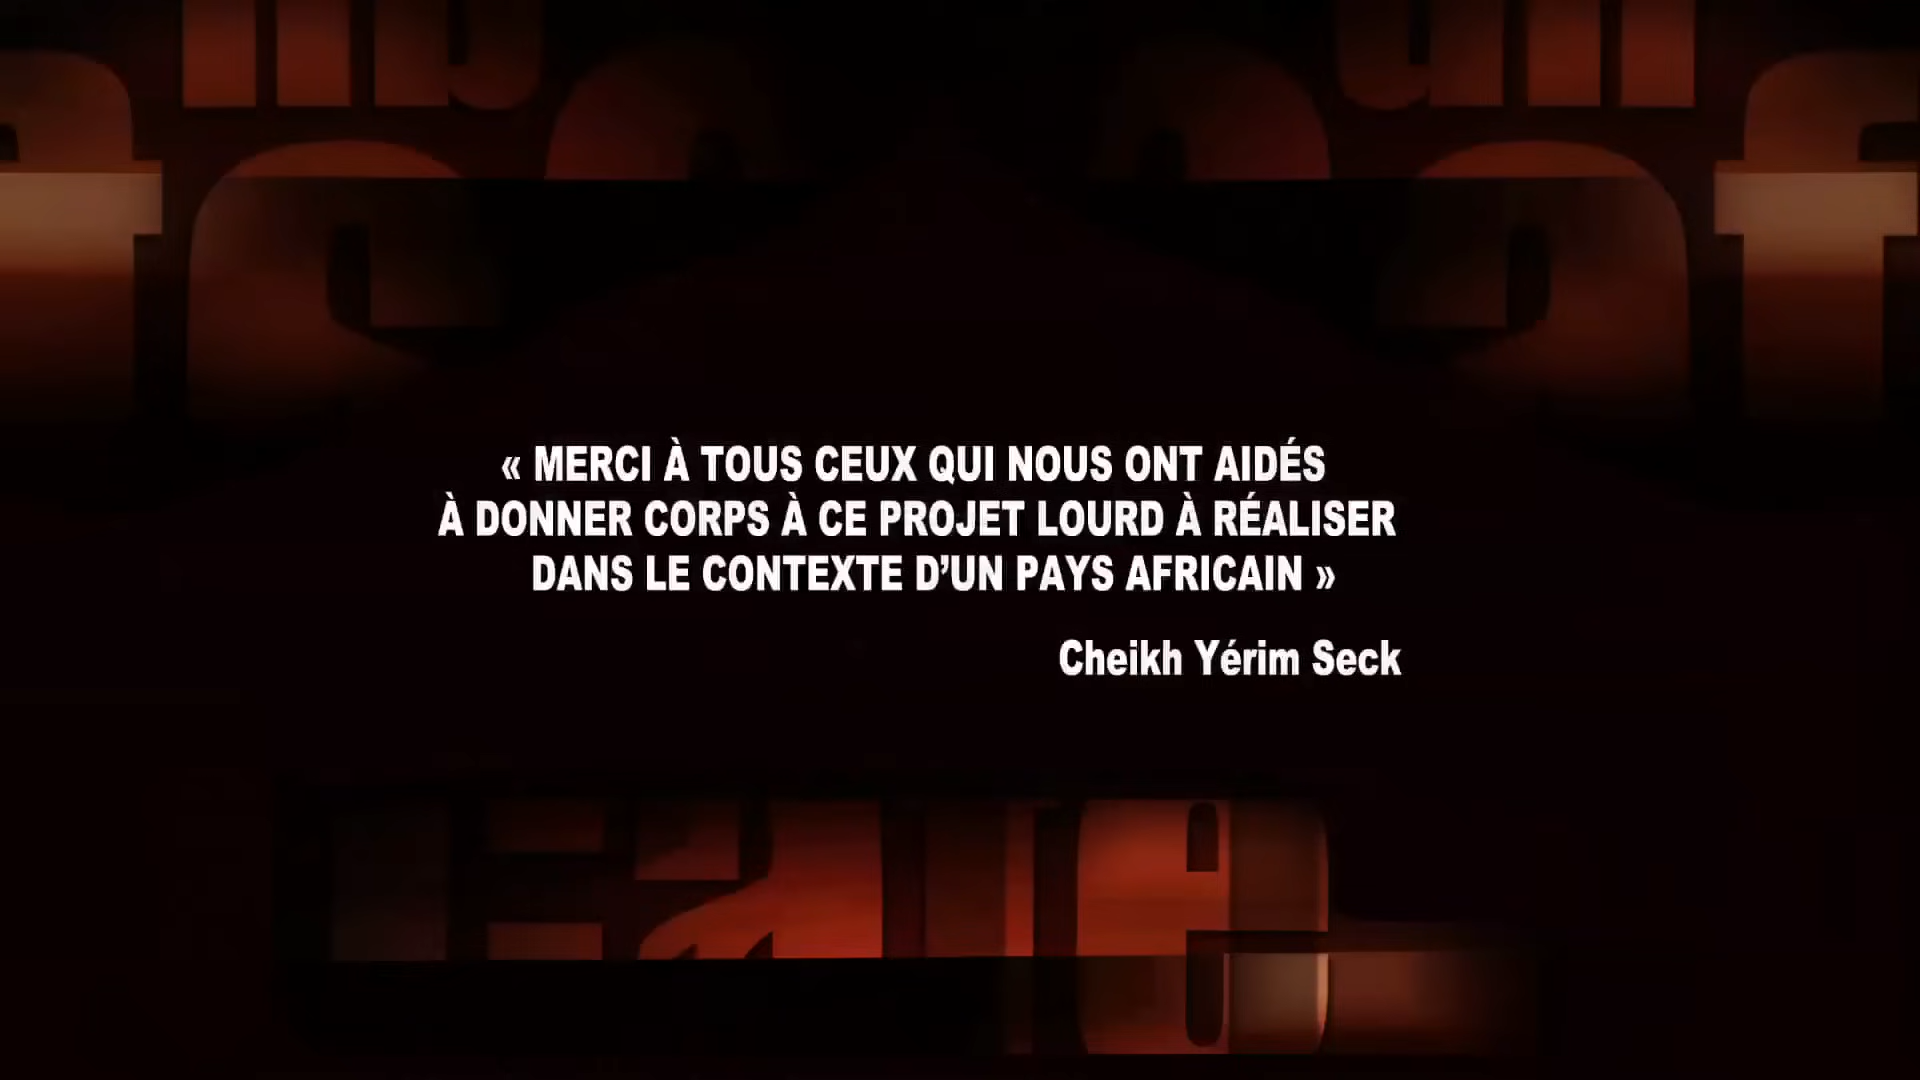 « MERCI À TOUS CEUX QUI NOUS ONT AIDÉS
À DONNER CORPS À CE PROJET LOURD À RÉALISER
DANS LE CONTEXTE D’UN PAYS AFRICAIN »
Cheikh Yérim Seck